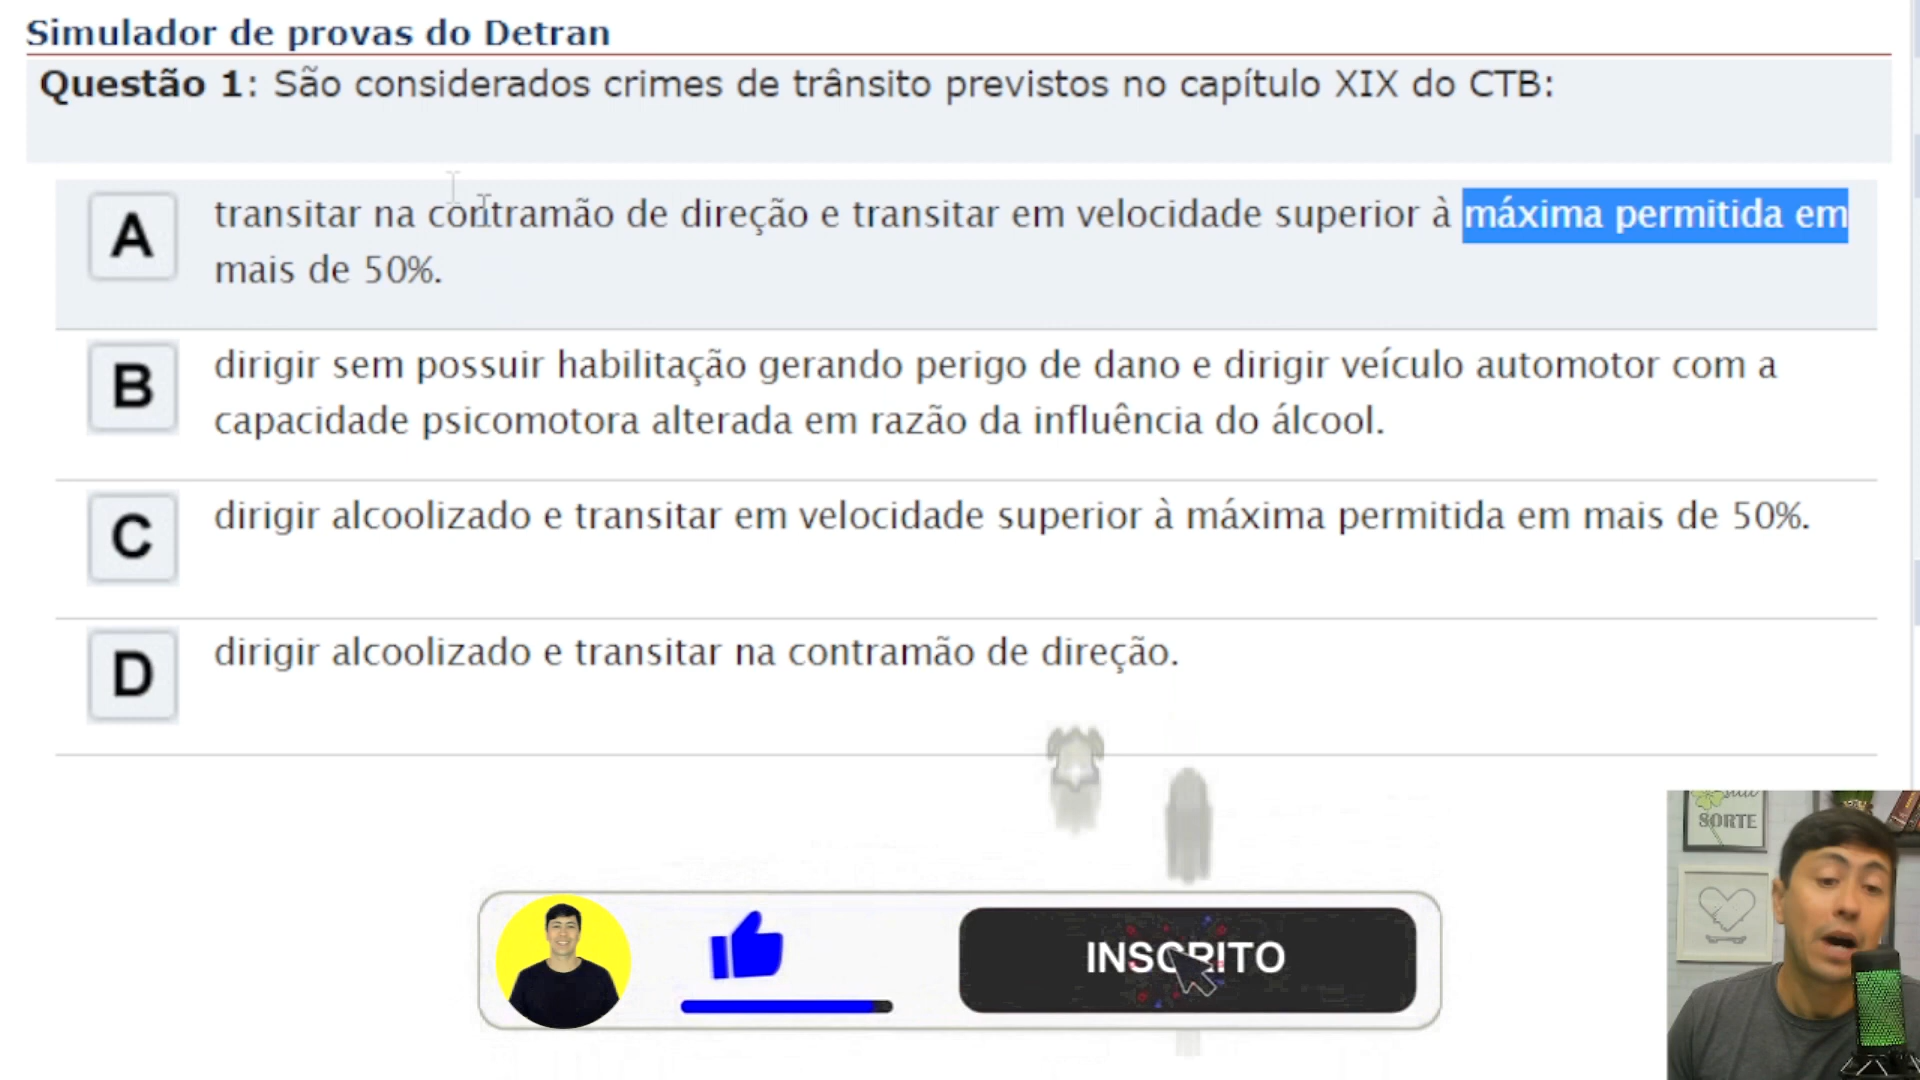 Simulador de provas do Detran
Questão 1: São considerados crimes de trânsito previstos no capítulo XIX do CTB:
A
transitar na contramão de direção e transitar em velocidade superior à máxima permitida em
mais de 50%.
B
dirigir sem possuir habilitação gerando perigo de dano e dirigir veículo automotor com a
capacidade psicomotora alterada em razão da influência do álcool.
C
dirigir alcoolizado e transitar em velocidade superior à máxima permitida em mais de 50%.
D
dirigir alcoolizado e transitar na contramão de direção.
SORTE
INSCRITO